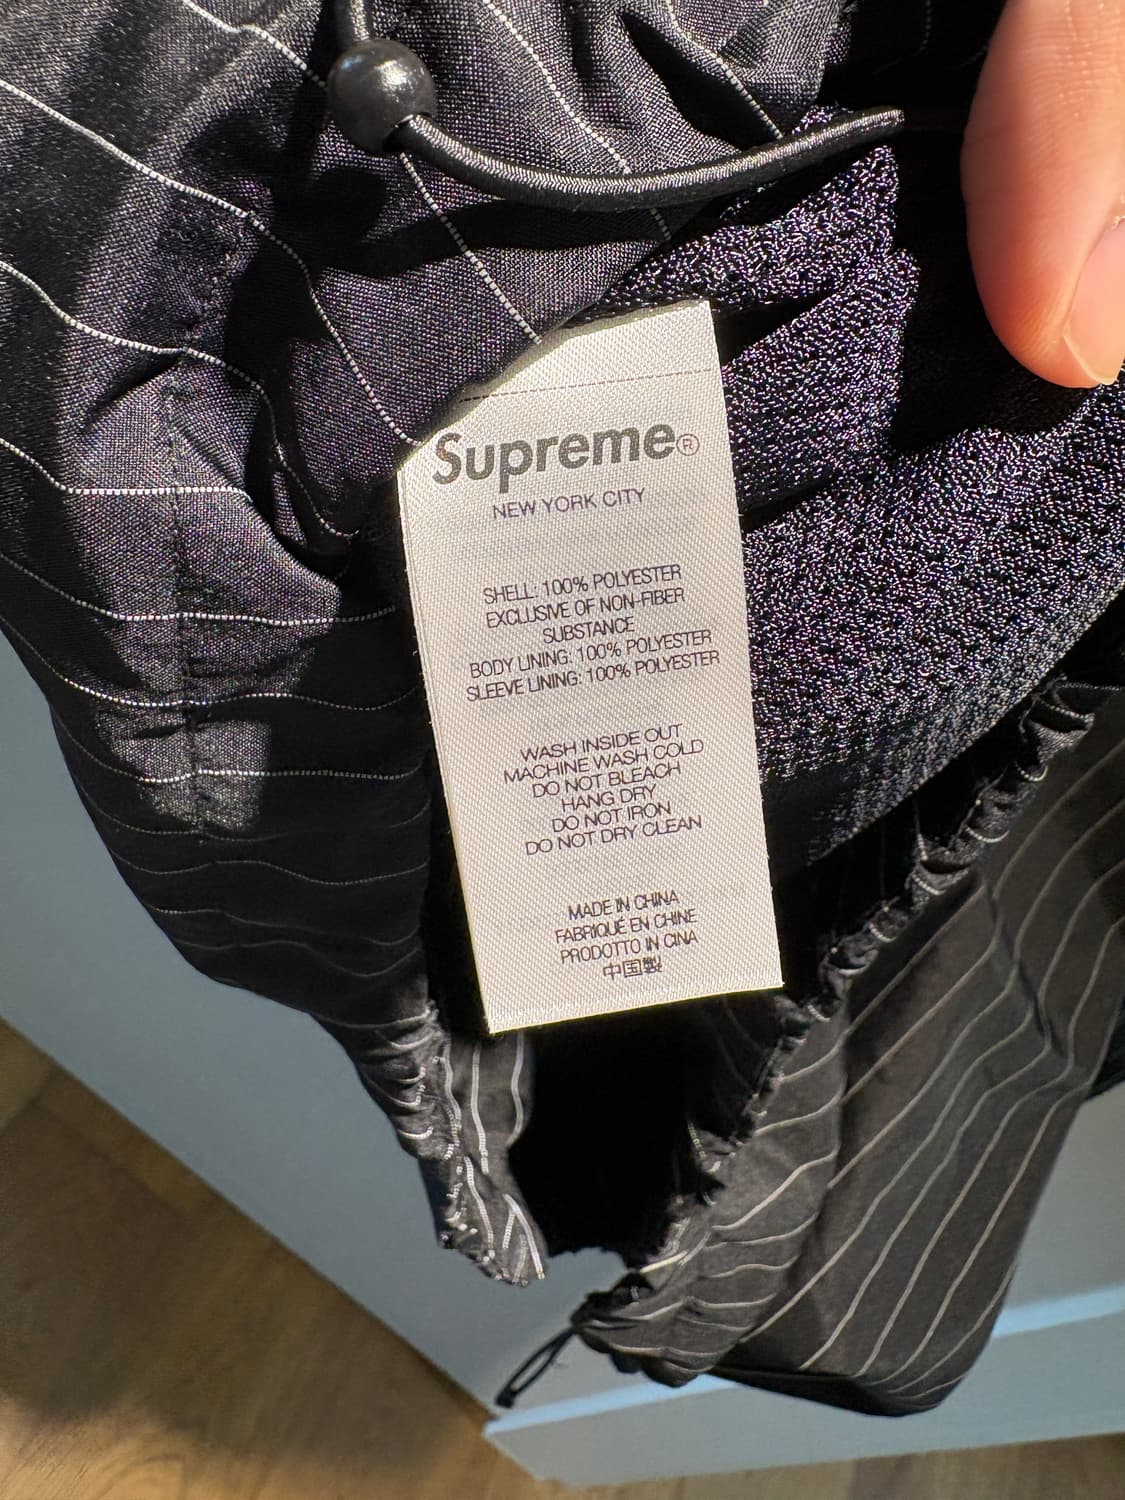 Supreme®
NEW YORK CITY
SHELL: 100% POLYESTER
EXCLUSIVE OF NON-FIBER
SUBSTANCE
BODY LINING: 100% POLYESTER
SLEEVE LINING: 100% POLYESTER
WASH INSIDE OUT
MACHINE WASH COLD
DO NOT BLEACH
HANG DRY
DO NOT IRON
DO NOT DRY CLEAN
MADE IN CHINA
FABRIQUÉ EN CHINE
PRODOTTO IN CINA
中国製